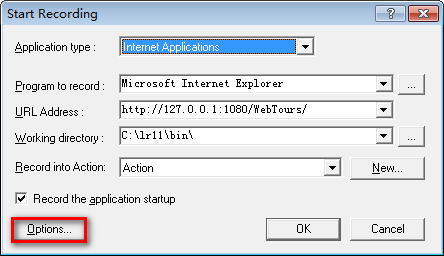 Start Recording
Application type : Internet Applications
Program to record : Microsoft Internet Explorer ...
URL Address : http://127.0.0.1:1080/WebTours/
Working directory : C:\lr11\bin\ ...
Record into Action: Action New...
Record the application startup
Options... OK Cancel